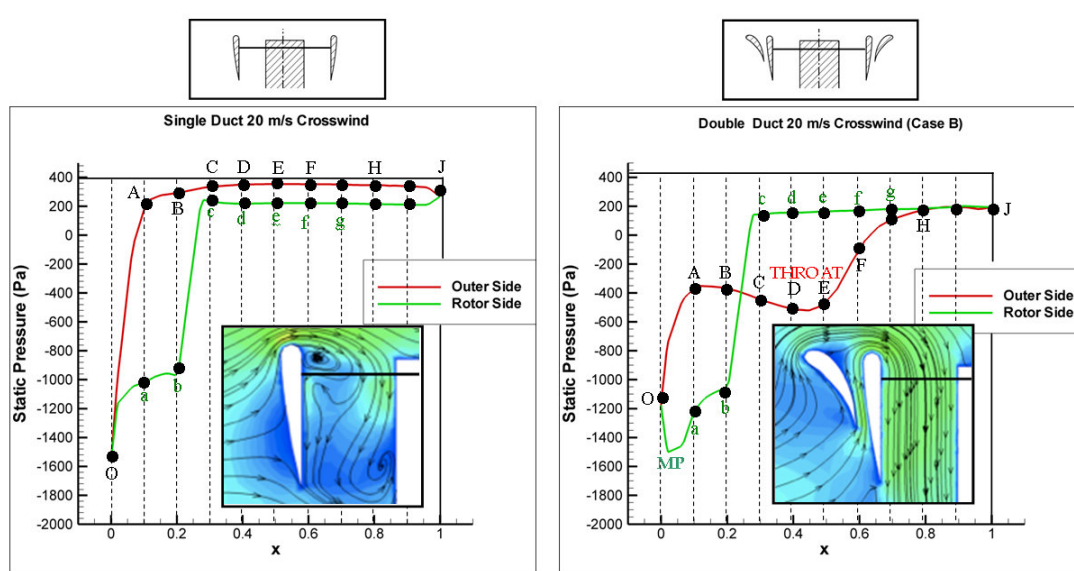 Single Duct 20 m/s Crosswind
400
200
0
-200
-400
-600
-800
-1000
-1200
-1400
-1600
-1800
-2000
Static Pressure (Pa)
0
0.2
0.4
0.6
0.8
1
x
O
A
B
C
D
E
F
H
J
a
b
c
d
e
f
g
Outer Side
Rotor Side
Double Duct 20 m/s Crosswind (Case B)
400
200
0
-200
-400
-600
-800
-1000
-1200
-1400
-1600
-1800
-2000
Static Pressure (Pa)
0
0.2
0.4
0.6
0.8
1
x
O
A
B
C
THROAT
D
E
F
H
J
MP
a
b
c
d
e
f
g
Outer Side
Rotor Side